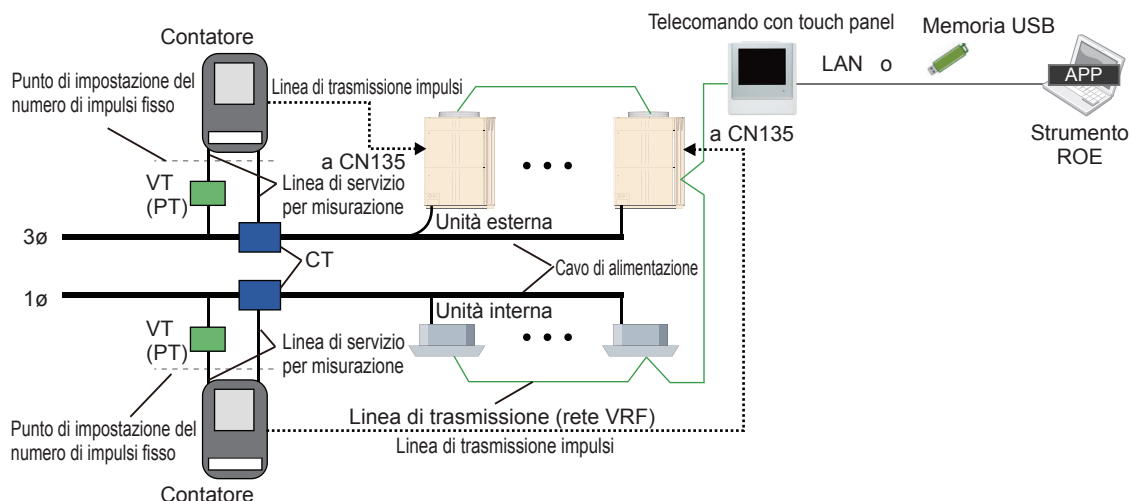 Contatore
Punto di impostazione del
numero di impulsi fisso
Linea di trasmissione impulsi
Telecomando con touch panel
Memoria USB
LAN o
APP
Strumento
ROE
a CN135
a CN135
VT
(PT)
Linea di servizio
per misurazione
Unità esterna
3ø
CT
Cavo di alimentazione
1ø
Unità interna
VT
(PT)
Linea di servizio
per misurazione
Linea di trasmissione (rete VRF)
Linea di trasmissione impulsi
Punto di impostazione del
numero di impulsi fisso
Contatore